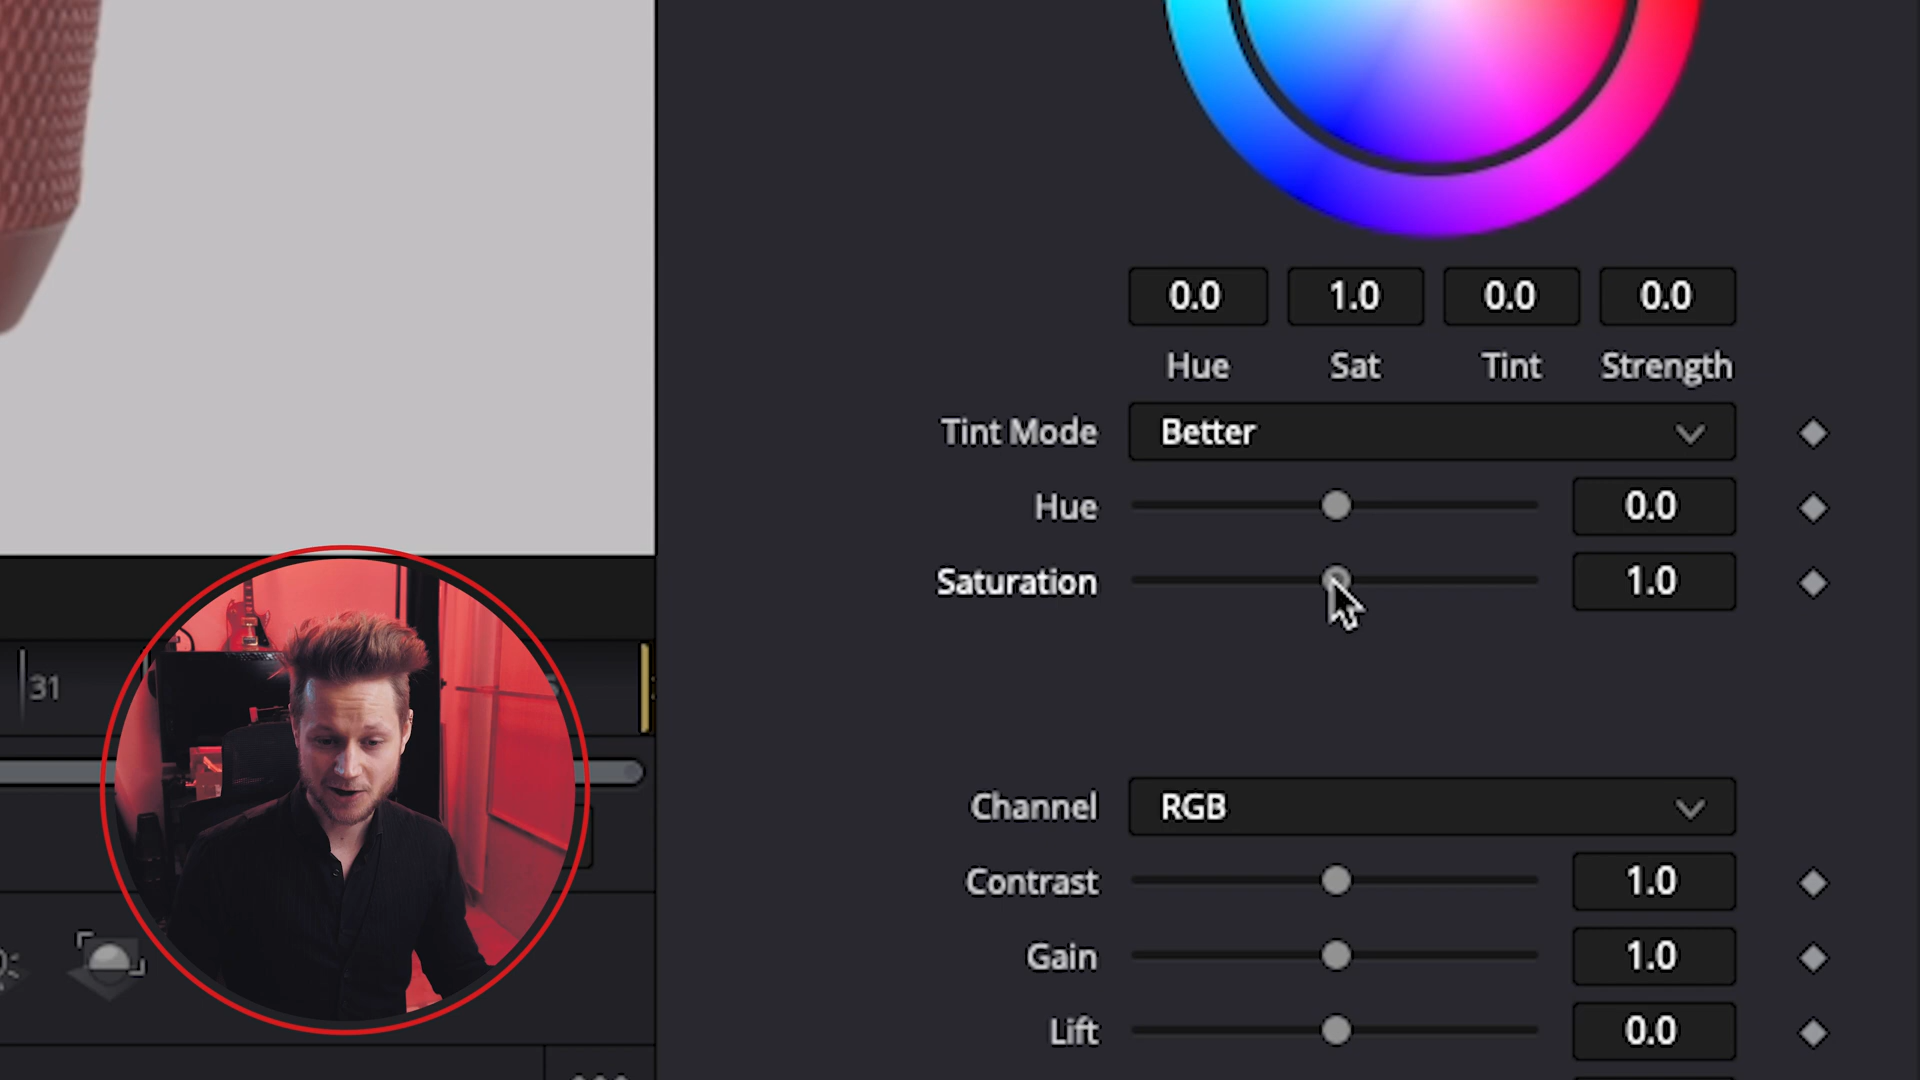 0.0 1.0 0.0 0.0
Hue Sat Tint Strength
Tint Mode Better
Hue 0.0
Saturation 1.0
31
Channel RGB
Contrast 1.0
Gain 1.0
Lift 0.0